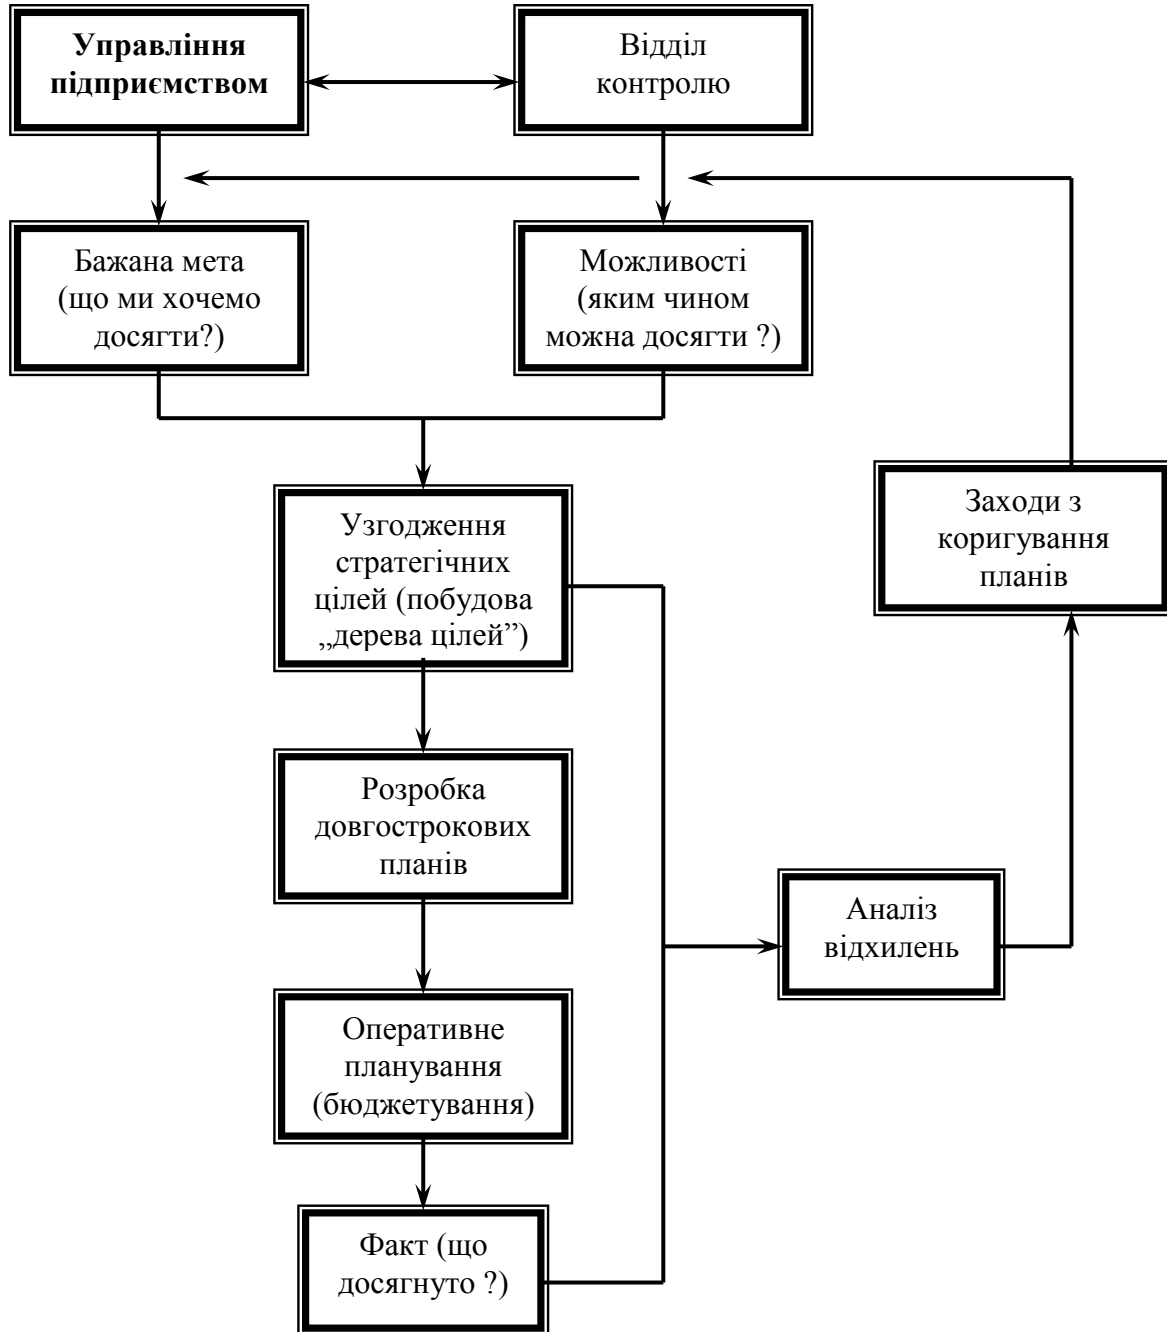 Управління
підприємством
Відділ
контролю
Бажана мета
(що ми хочемо
досягти?)
Можливості
(яким чином
можна досягти ?)
Узгодження
стратегічних
цілей (побудова
„дерева цілей”)
Заходи з
коригування
планів
Розробка
довгострокових
планів
Аналіз
відхилень
Оперативне
планування
(бюджетування)
Факт (що
досягнуто ?)